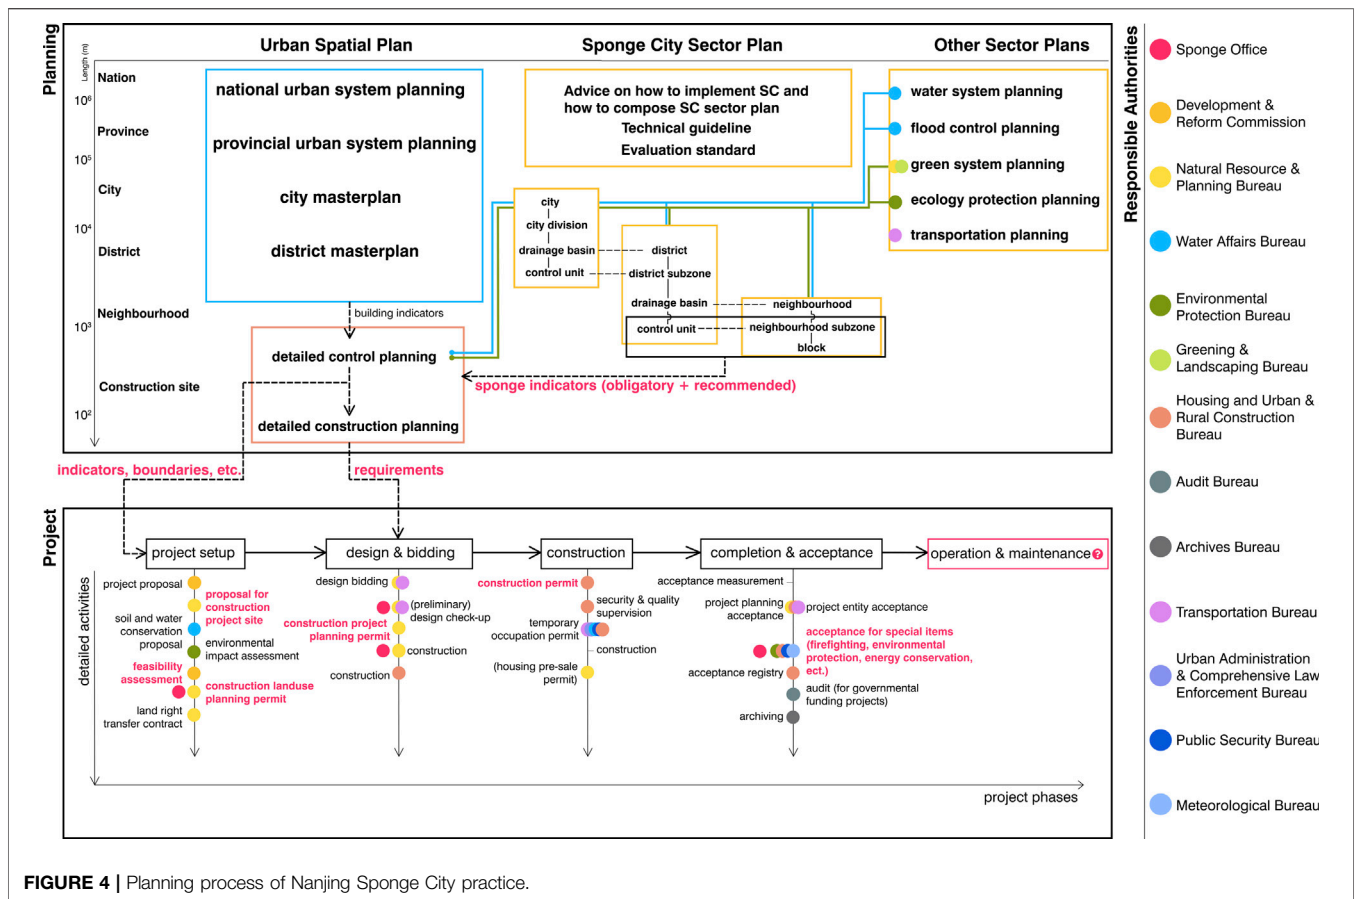 Planning
Urban Spatial Plan
Sponge City Sector Plan
Other Sector Plans
Length (m)
Nation
10⁶
Province
10⁵
City
10⁴
District
Neighbourhood
10³
Construction site
10²
national urban system planning
provincial urban system planning
city masterplan
district masterplan
building indicators
detailed control planning
detailed construction planning
Advice on how to implement SC and
how to compose SC sector plan
Technical guideline
Evaluation standard
city
city division
drainage basin
control unit
district
district subzone
drainage basin
control unit
neighbourhood
neighbourhood subzone
block
sponge indicators (obligatory + recommended)
water system planning
flood control planning
green system planning
ecology protection planning
transportation planning
indicators, boundaries, etc.
requirements
Project
project setup
design & bidding
construction
completion & acceptance
operation & maintenance ?
detailed activities
project proposal
proposal for
construction
project site
soil and water
conservation
proposal
environmental
impact assessment
feasibility
assessment
construction landuse
planning permit
land right
transfer contract
design bidding
(preliminary)
design check-up
construction project
planning permit
construction
construction
construction permit
security & quality
supervision
temporary
occupation permit
construction
(housing pre-sale
permit)
acceptance measurement
project planning
acceptance
project entity acceptance
acceptance for special items
(firefighting, environmental
protection, energy conservation,
ect.)
acceptance registry
audit (for governmental
funding projects)
archiving
project phases
Responsible Authorities
Sponge Office
Development &
Reform Commission
Natural Resource &
Planning Bureau
Water Affairs Bureau
Environmental
Protection Bureau
Greening &
Landscaping Bureau
Housing and Urban &
Rural Construction
Bureau
Audit Bureau
Archives Bureau
Transportation Bureau
Urban Administration
& Comprehensive Law
Enforcement Bureau
Public Security Bureau
Meteorological Bureau
FIGURE 4 | Planning process of Nanjing Sponge City practice.